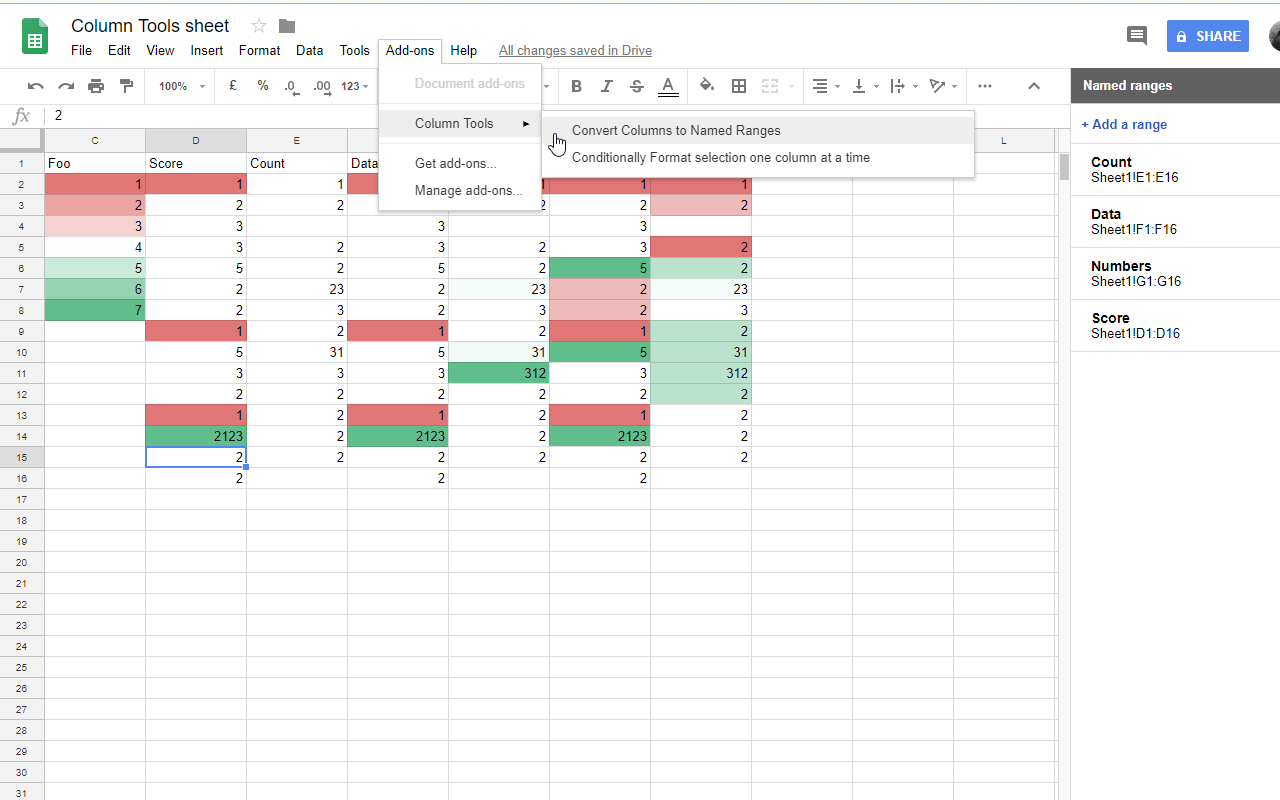 Column Tools sheet
File Edit View Insert Format Data Tools Add-ons Help All changes saved in Drive
SHARE
100% £ % .0 .00 123 B I S A ...
fx 2
Document add-ons
Column Tools
Get add-ons...
Manage add-ons...
Convert Columns to Named Ranges
Conditionally Format selection one column at a time
C D E L
1 Foo Score Count Data
2 1 1 1 1 1 1
3 2 2 2 2 2 2
4 3 3 3 3
5 4 3 2 3 2 3 2
6 5 5 2 5 2 5 2
7 6 2 23 2 23 2 23
8 7 2 3 2 3 2 3
9 1 2 1 2 1 2
10 5 31 5 31 5 31
11 3 3 3 312 3 312
12 2 2 2 2 2 2
13 1 2 1 2 1 2
14 2123 2 2123 2 2123 2
15 2 2 2 2 2 2
16 2 2 2
17
18
19
20
21
22
23
24
25
26
27
28
29
30
31
Named ranges
+ Add a range
Count
Sheet1!E1:E16
Data
Sheet1!F1:F16
Numbers
Sheet1!G1:G16
Score
Sheet1!D1:D16